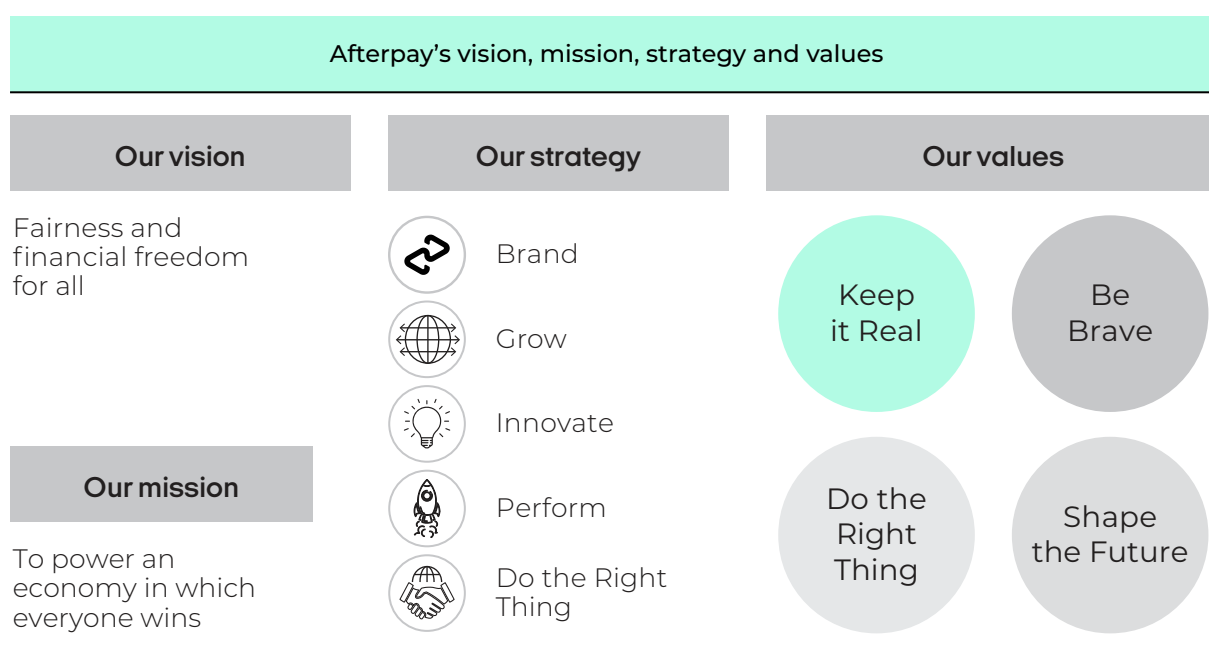 Afterpay’s vision, mission, strategy and values
Our vision
Fairness and
financial freedom
for all
Our mission
To power an
economy in which
everyone wins
Our strategy
Brand
Grow
Innovate
Perform
Do the Right
Thing
Our values
Keep
it Real
Be
Brave
Do the
Right
Thing
Shape
the Future